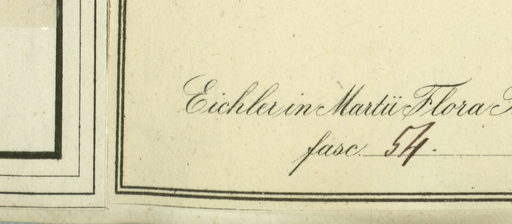 Eichler in Martii Flora
fasc. 54.